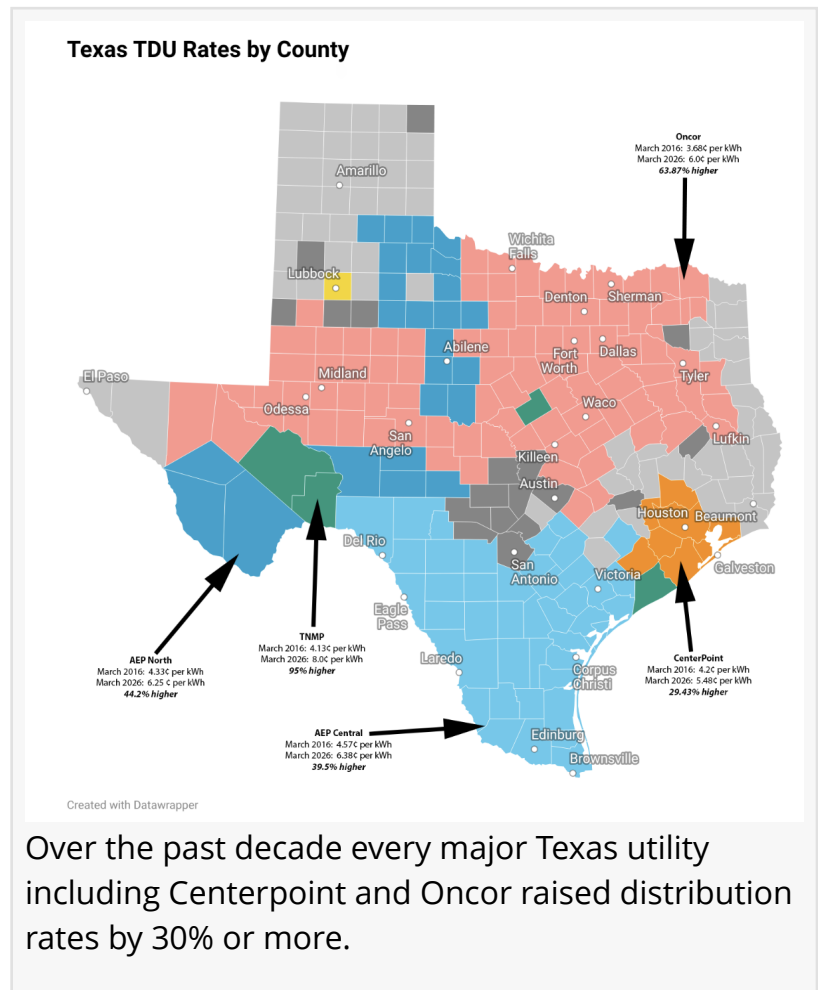 Texas TDU Rates by County
Oncor
March 2016: 3.68¢ per kWh
March 2026: 6.0¢ per kWh
63.87% higher
Amarillo
Wichita
Falls
Lubbock
Denton
Sherman
Abilene
Fort
Worth
Dallas
El Paso
Midland
Tyler
Odessa
Waco
San
Angelo
Lufkin
Killeen
Austin
Houston
Beaumont
Del Rio
San
Antonio
Galveston
Victoria
Eagle
Pass
AEP North
March 2016: 4.33¢ per kWh
March 2026: 6.25 ¢ per kWh
44.2% higher
TNMP
March 2016: 4.13¢ per kWh
March 2026: 8.0¢ per kWh
95% higher
Laredo
Corpus
Christi
CenterPoint
March 2016: 4.2¢ per kWh
March 2026: 5.48¢ per kWh
29.43% higher
AEP Central
March 2016: 4.57¢ per kWh
March 2026: 6.38¢ per kWh
39.5% higher
Edinburg
Brownsville
Created with Datawrapper
Over the past decade every major Texas utility
including Centerpoint and Oncor raised distribution
rates by 30% or more.